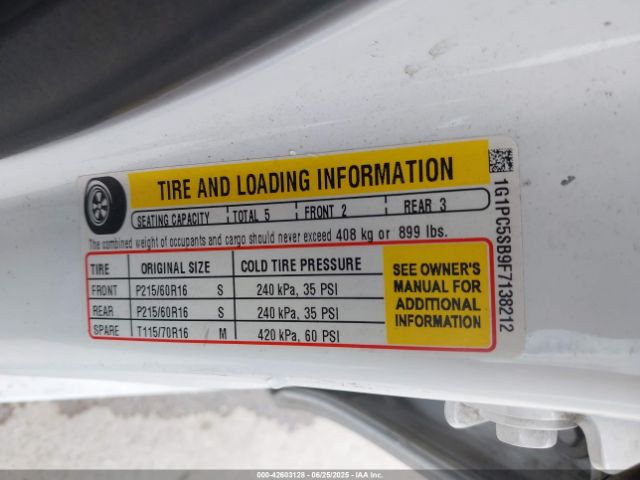 TIRE AND LOADING INFORMATION
SEATING CAPACITY TOTAL 5 FRONT 2 REAR 3
The combined weight of occupants and cargo should never exceed 408 kg or 899 lbs.
TIRE ORIGINAL SIZE COLD TIRE PRESSURE
FRONT P215/60R16 S 240 kPa, 35 PSI
REAR P215/60R16 S 240 kPa, 35 PSI
SPARE T115/70R16 M 420 kPa, 60 PSI
SEE OWNER'S
MANUAL FOR
ADDITIONAL
INFORMATION
1G1PC5SB9F7138212
000-42603128 - 06/25/2025 - IAAI.com